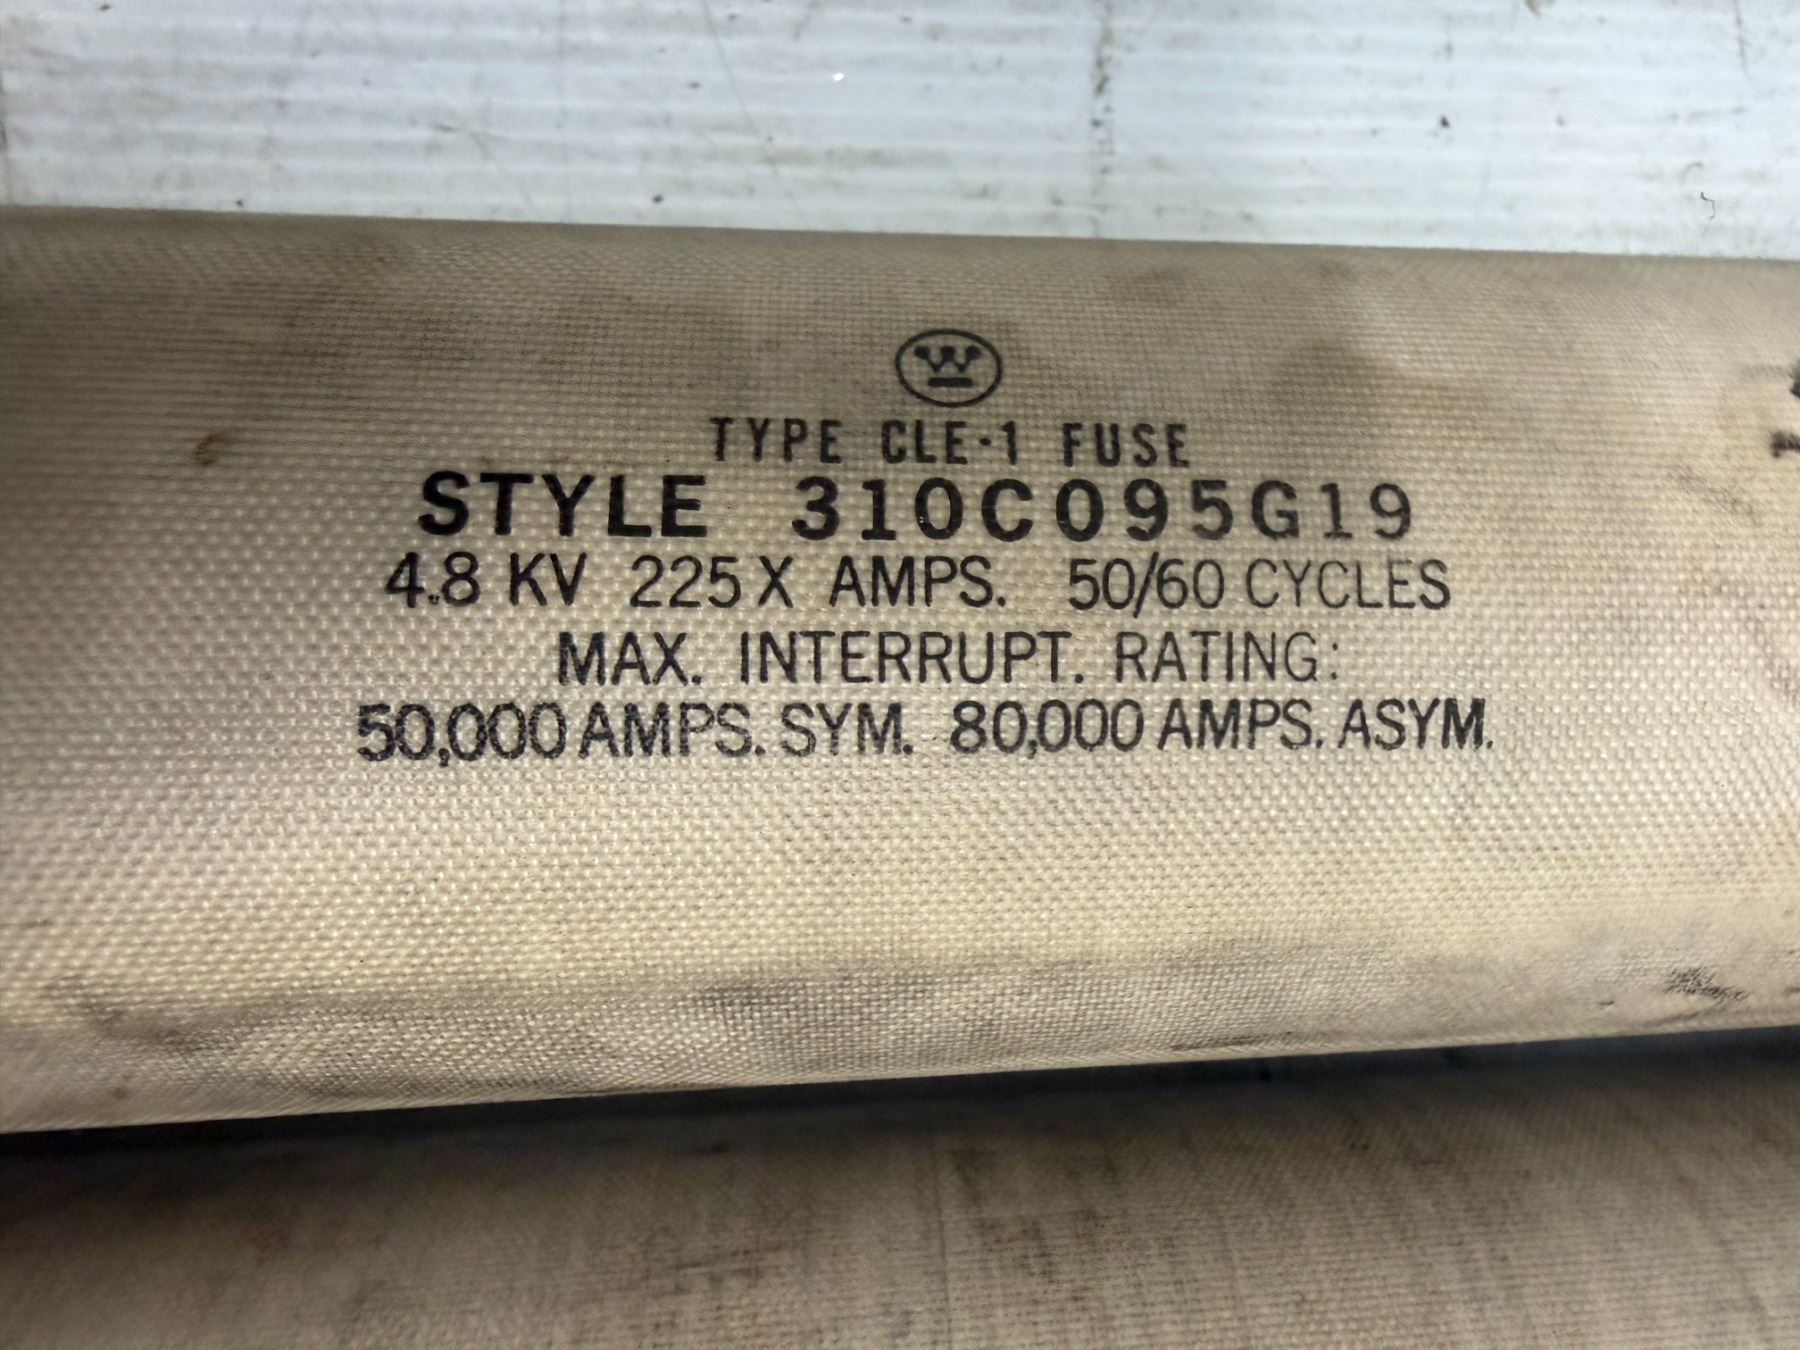 TYPE CLE-1 FUSE
STYLE 310C095G19
4.8 KV 225X AMPS. 50/60 CYCLES
MAX. INTERRUPT. RATING:
50,000 AMPS. SYM. 80,000 AMPS. ASYM.